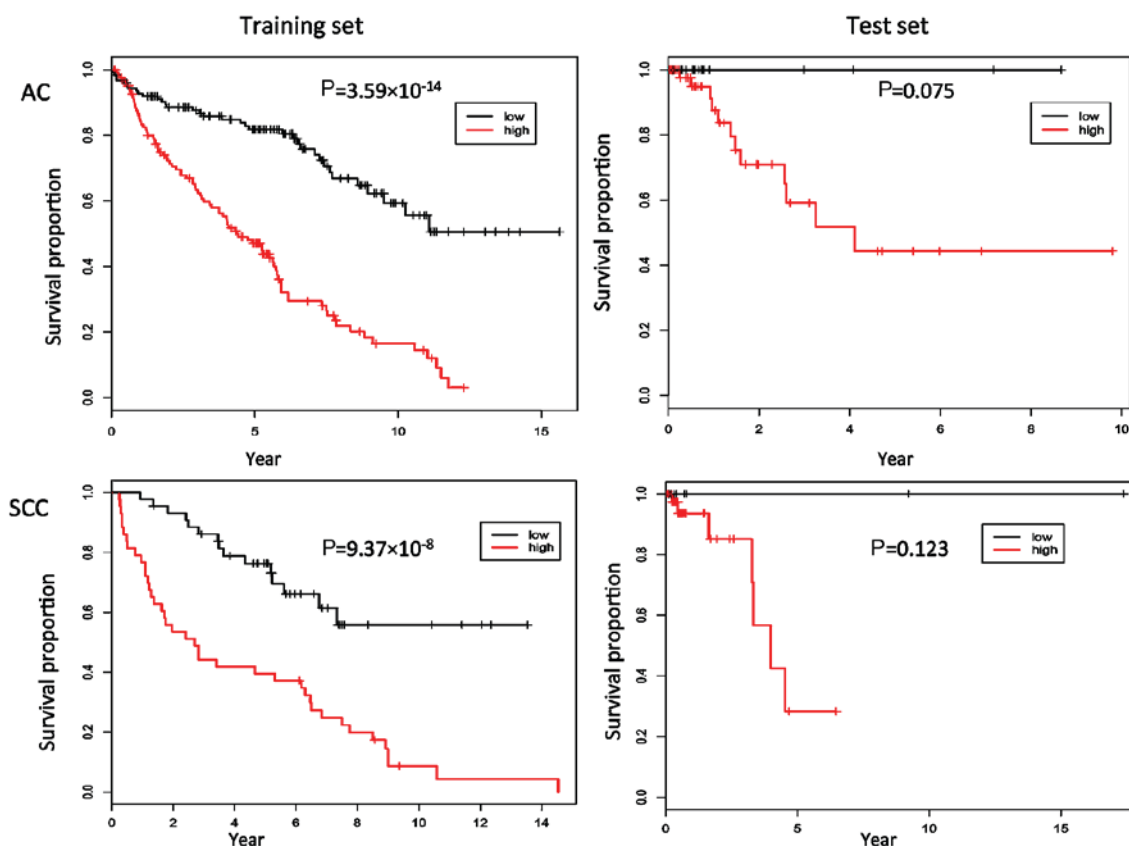 Training set
Test set
AC
P=3.59×10-14
low
high
Survival proportion
0.0 0.2 0.4 0.6 0.8 1.0
0 5 10 15
Year
P=0.075
low
high
Survival proportion
0.0 0.2 0.4 0.6 0.8 1.0
0 2 4 6 8 10
Year
SCC
P=9.37×10-8
low
high
Survival proportion
0.0 0.2 0.4 0.6 0.8 1.0
0 2 4 6 8 10 12 14
Year
P=0.123
low
high
Survival proportion
0.0 0.2 0.4 0.6 0.8 1.0
0 5 10 15
Year